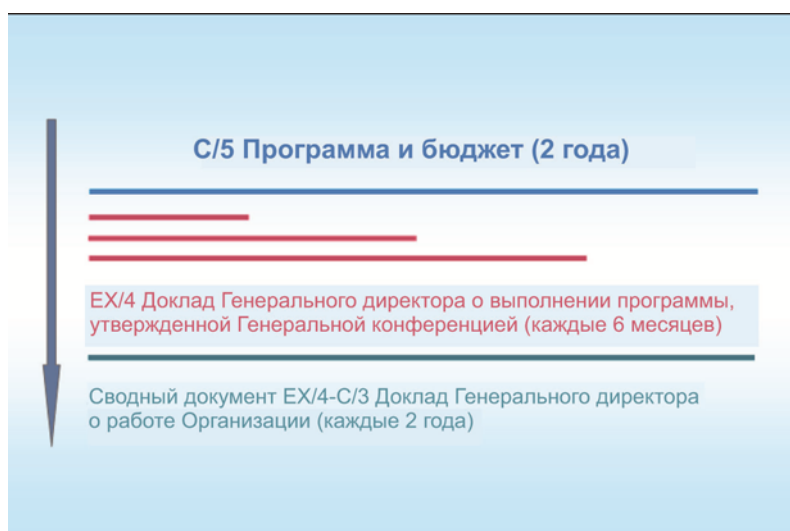 С/5 Программа и бюджет (2 года)
EX/4 Доклад Генерального директора о выполнении программы,
утвержденной Генеральной конференцией (каждые 6 месяцев)
Сводный документ EX/4-C/3 Доклад Генерального директора
о работе Организации (каждые 2 года)